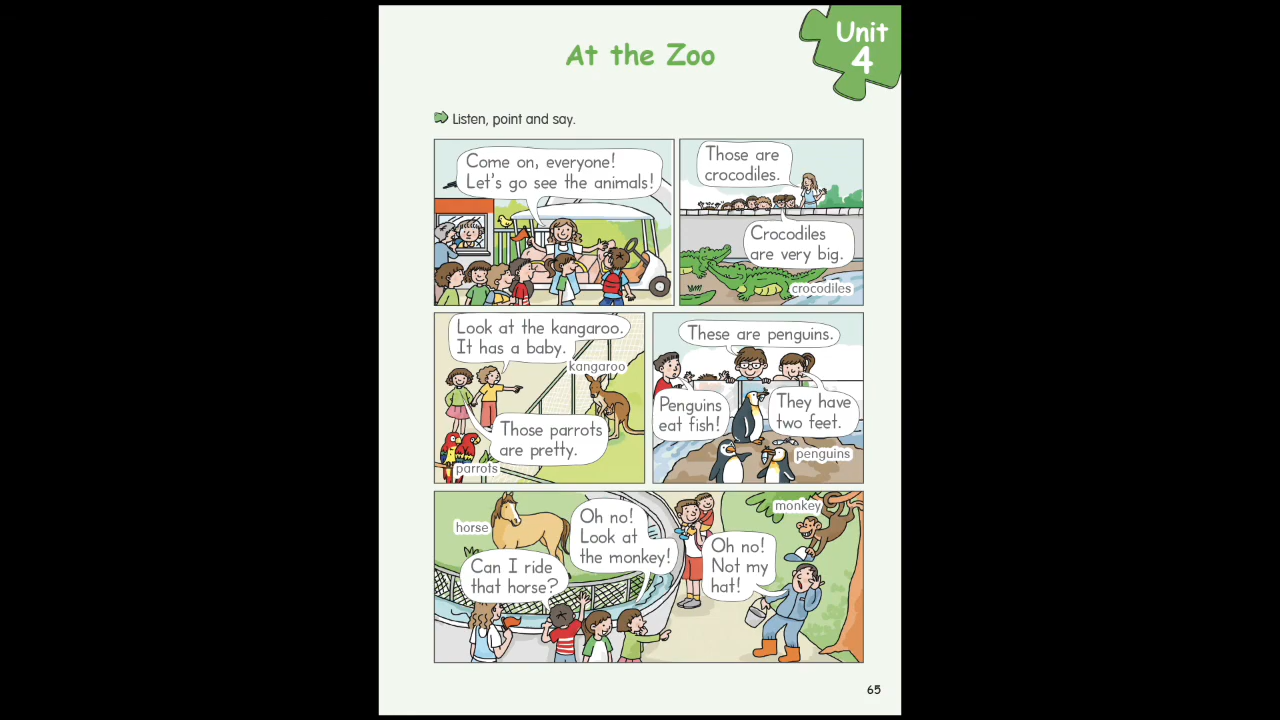 Unit
4
At the Zoo
Listen, point and say.
Come on, everyone!
Let's go see the animals!
Those are
crocodiles.
Crocodiles
are very big.
crocodiles
Look at the kangaroo.
It has a baby.
kangaroo
Those parrots
are pretty.
parrots
These are penguins.
Penguins
eat fish!
They have
two feet.
penguins
horse
Can I ride
that horse?
Oh no!
Look at
the monkey!
monkey
Oh no!
Not my
hat!
65